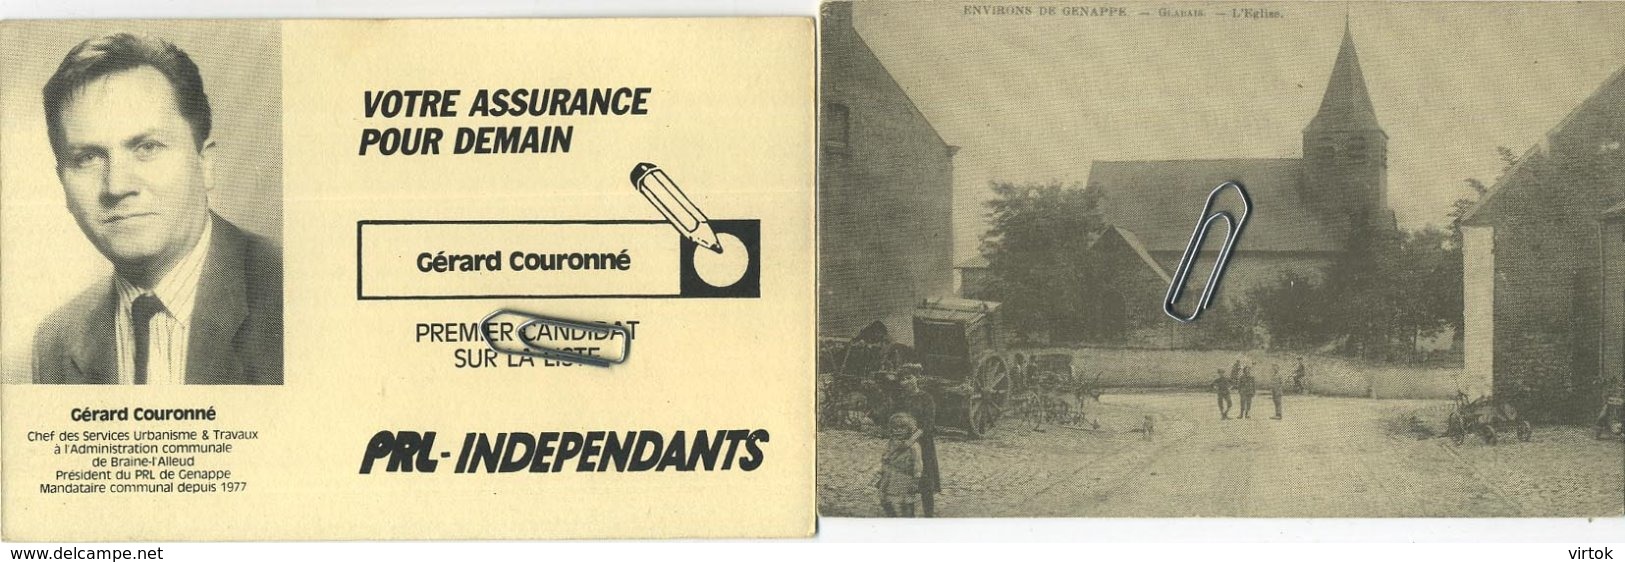 VOTRE ASSURANCE
POUR DEMAIN
Gérard Couronné
PREMIER CANDIDAT
SUR LA LISTE
PRL-INDEPENDANTS
Gérard Couronné
Chef des Services Urbanisme & Travaux
à l'Administration communale
de Braine-l'Alleud
Président du PRL de Genappe
Mandataire communal depuis 1977
ENVIRONS DE GENAPPE. — GLABAIS. — L'Eglise.
www.delcampe.net
virtok